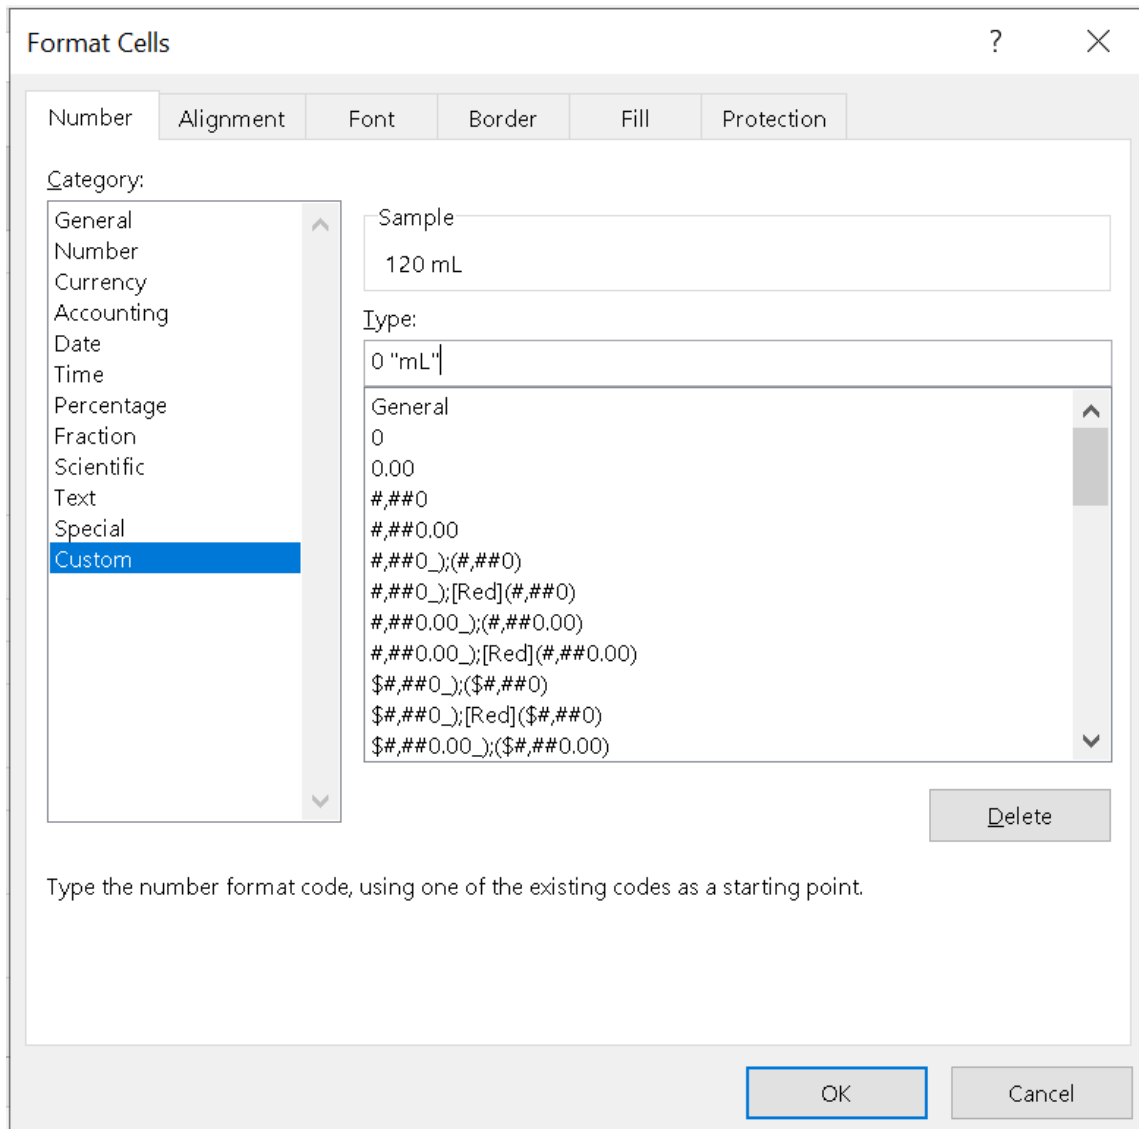 Format Cells
?
Number Alignment Font Border Fill Protection
Category:
General
Number
Currency
Accounting
Date
Time
Percentage
Fraction
Scientific
Text
Special
Custom
Sample
120 mL
Type:
0 "mL"
General
0
0.00
#,##0
#,##0.00
#,##0_);(#,##0)
#,##0_);[Red](#,##0)
#,##0.00_);(#,##0.00)
#,##0.00_);[Red](#,##0.00)
$#,##0_);($#,##0)
$#,##0_);[Red]($#,##0)
$#,##0.00_);($#,##0.00)
Delete
Type the number format code, using one of the existing codes as a starting point.
OK Cancel